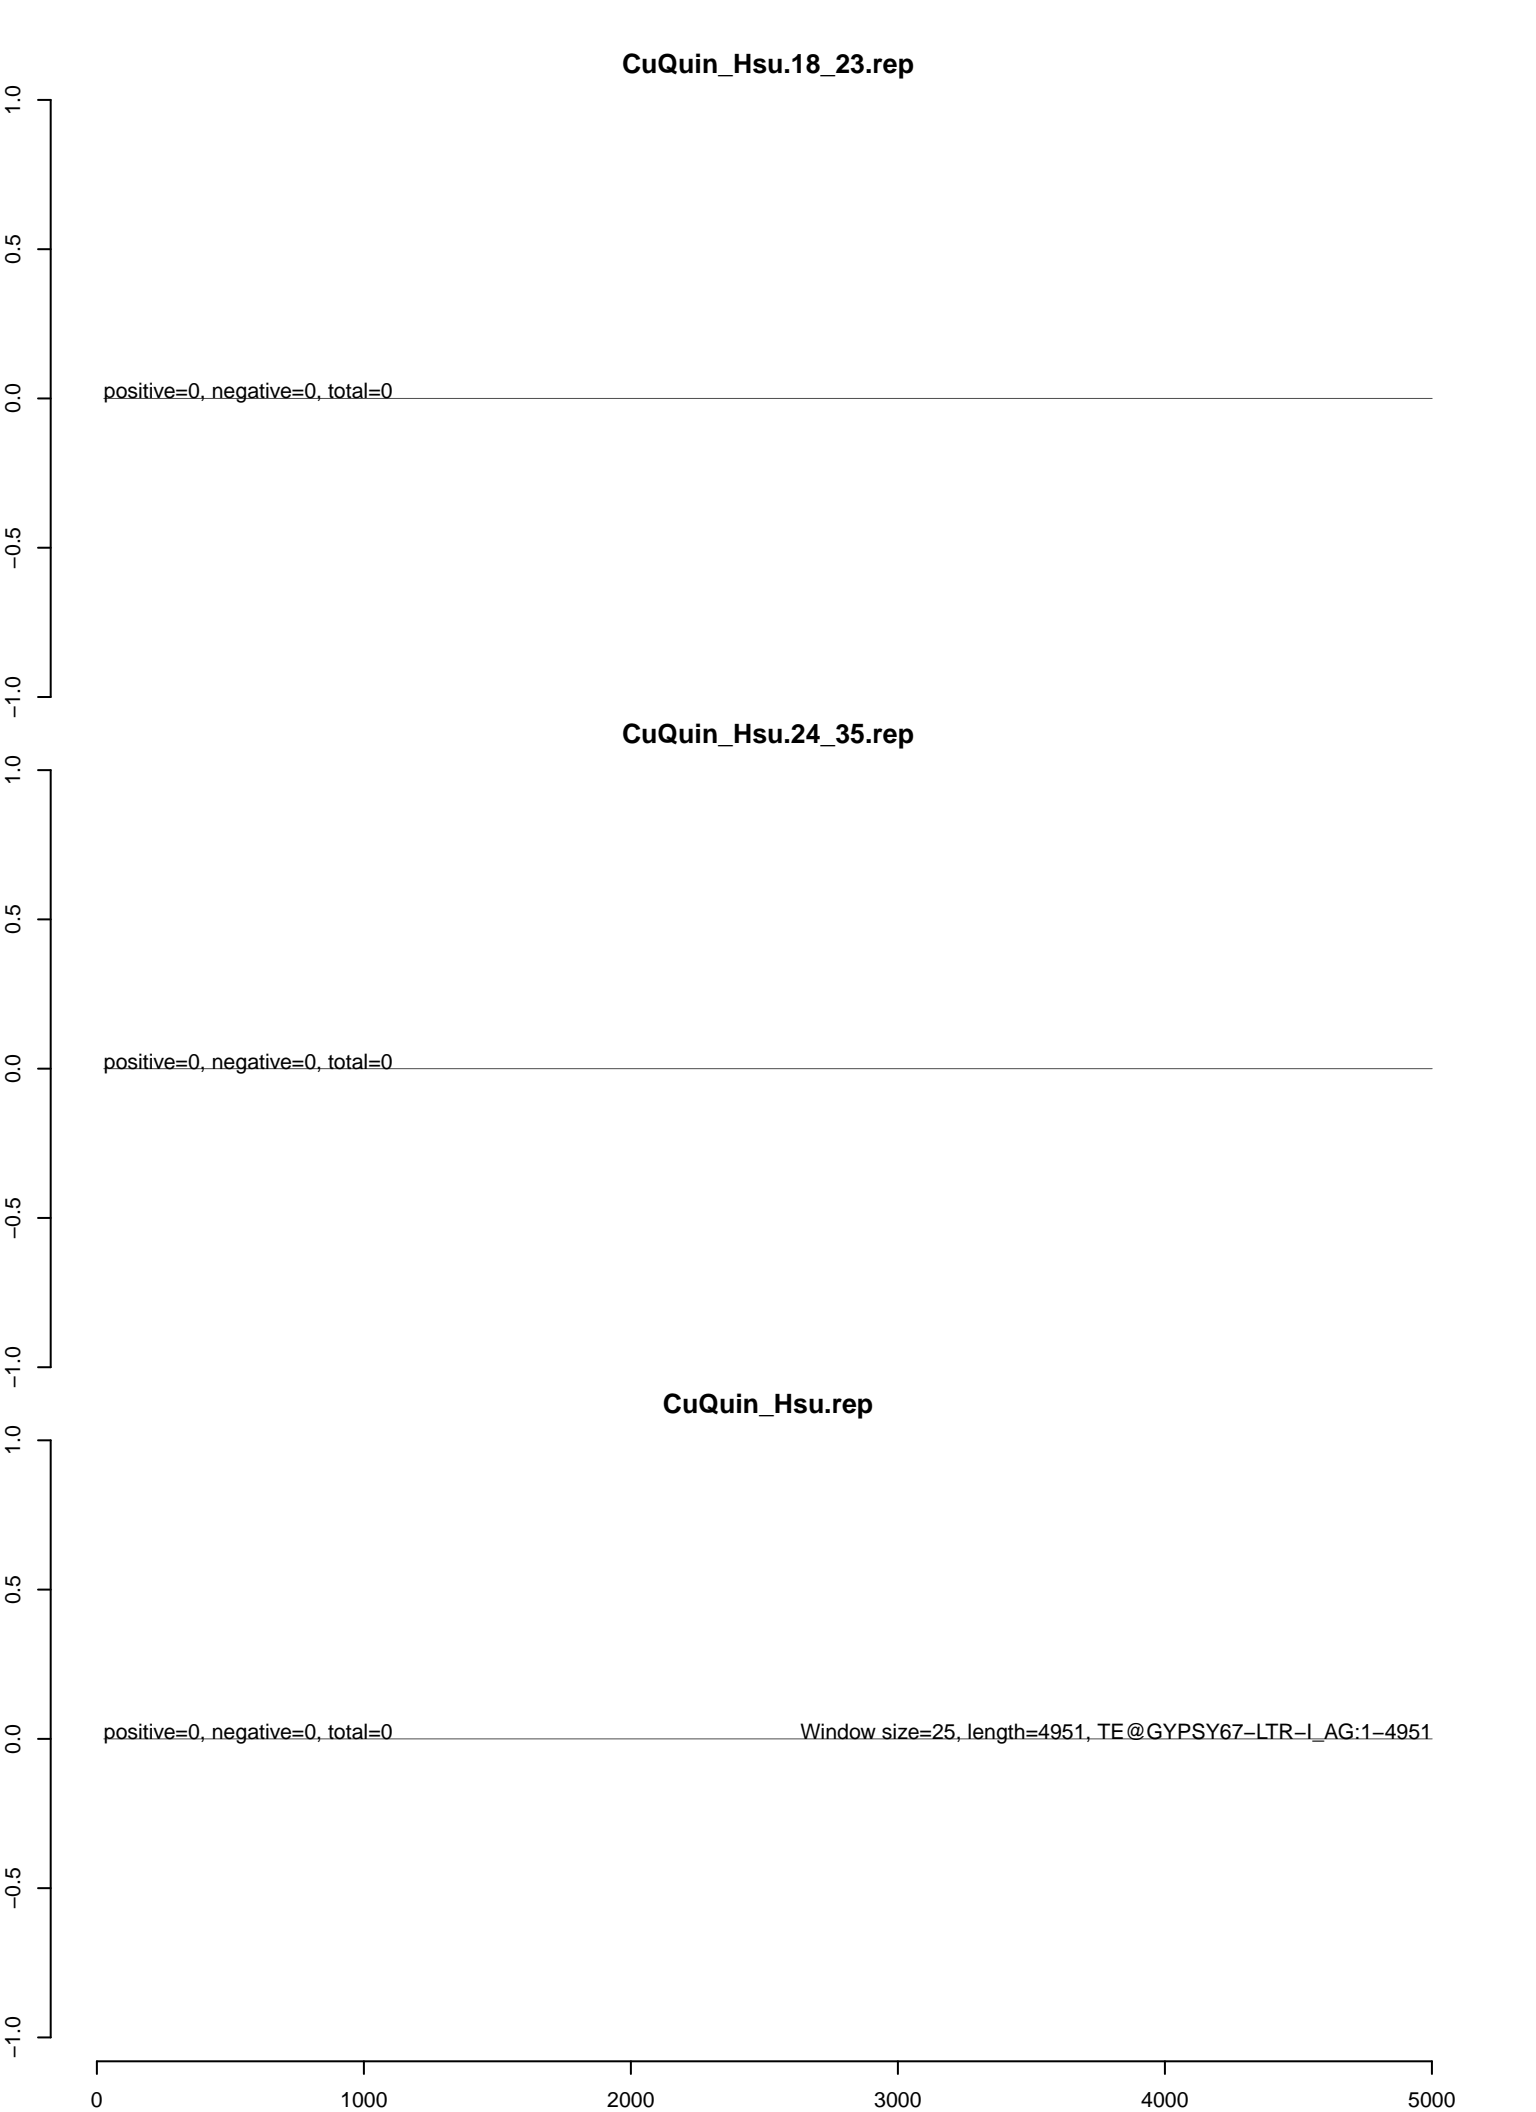 CuQuin_Hsu.18_23.rep
1.0
0.5
0.0
−0.5
−1.0
positive=0, negative=0, total=0
CuQuin_Hsu.24_35.rep
1.0
0.5
0.0
−0.5
−1.0
positive=0, negative=0, total=0
CuQuin_Hsu.rep
1.0
0.5
0.0
−0.5
−1.0
positive=0, negative=0, total=0
Window size=25, length=4951, TE@GYPSY67−LTR−I_AG:1−4951
0 1000 2000 3000 4000 5000